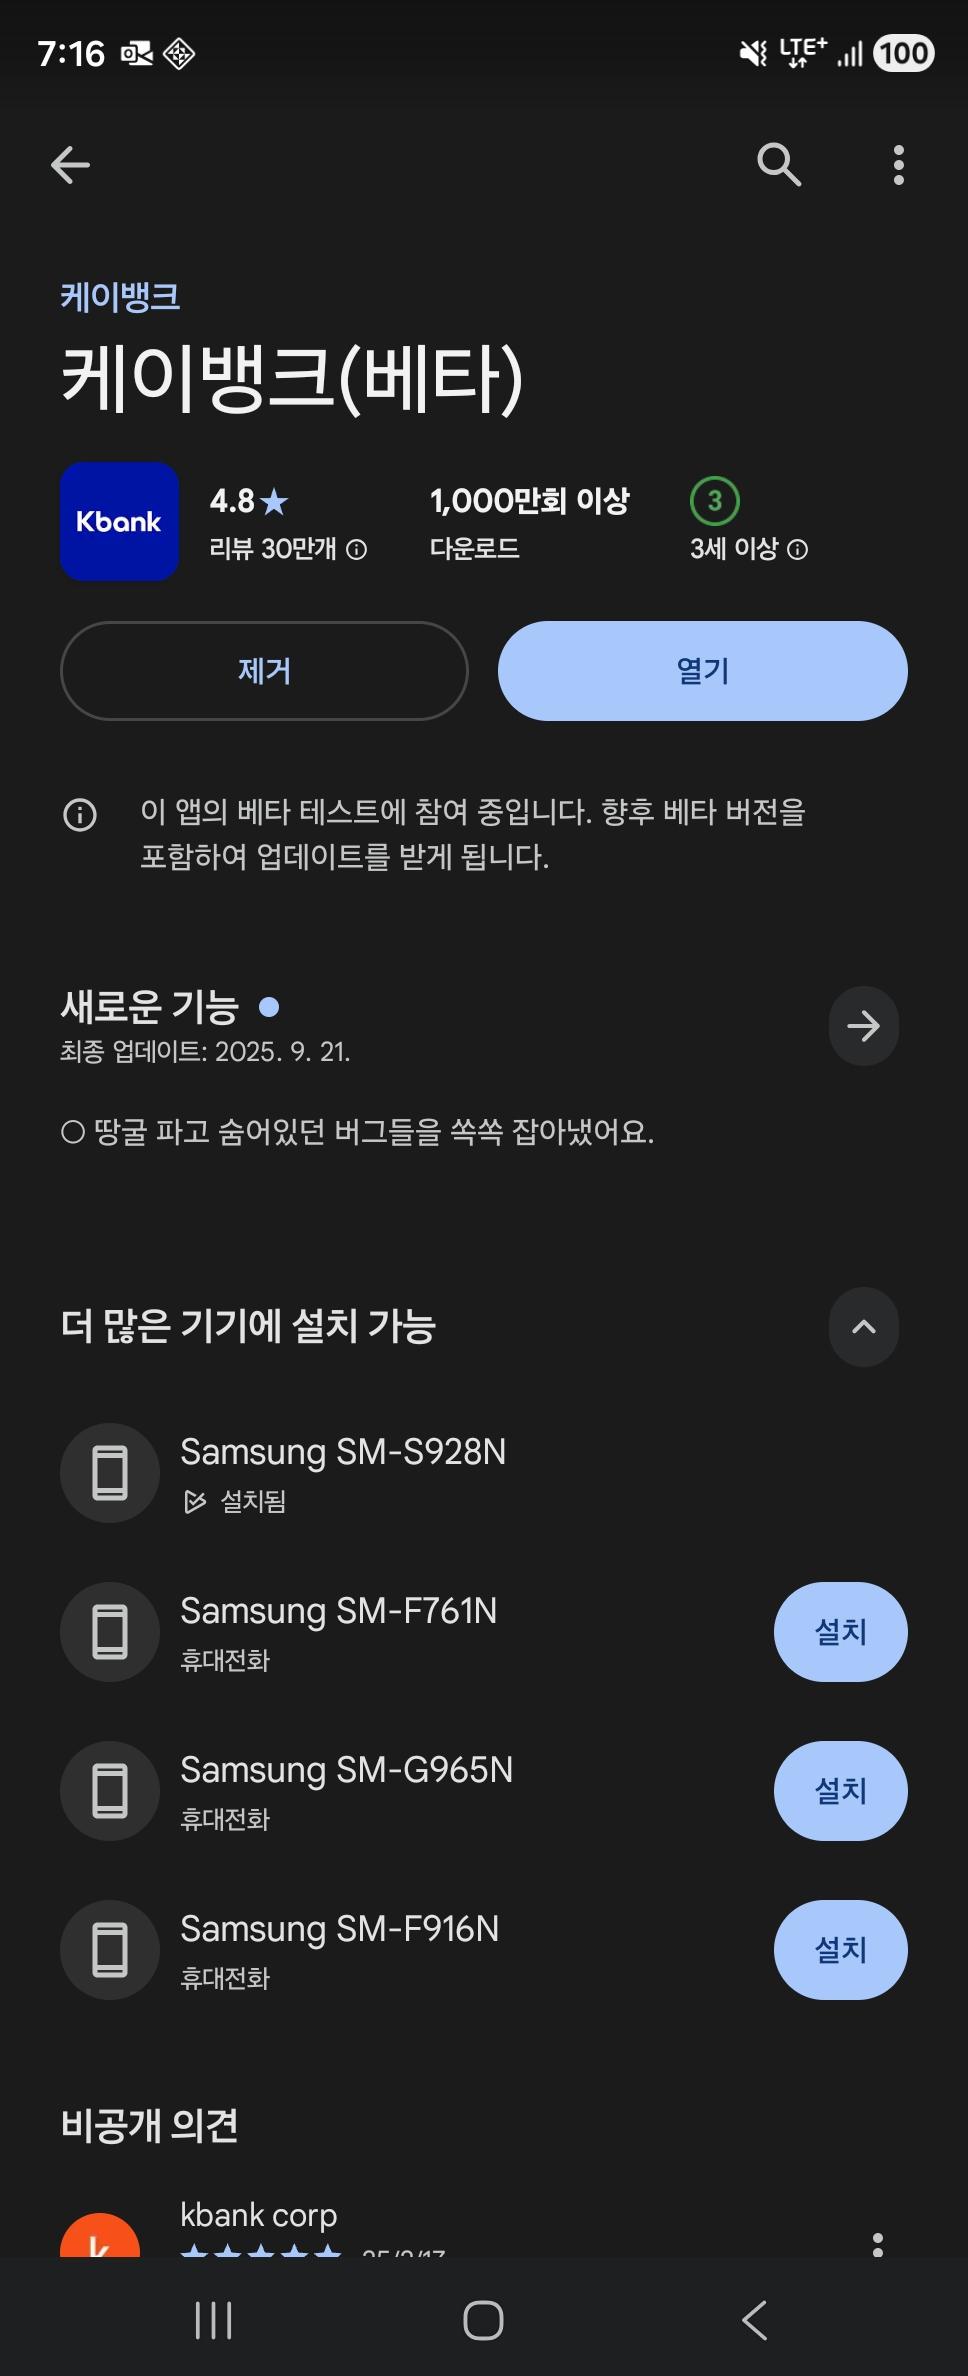 7:16
LTE+
100
케이뱅크
케이뱅크(베타)
Kbank
4.8★
리뷰 30만개
1,000만회 이상
다운로드
3
3세 이상
제거
열기
이 앱의 베타 테스트에 참여 중입니다. 향후 베타 버전을
포함하여 업데이트를 받게 됩니다.
새로운 기능
최종 업데이트: 2025. 9. 21.
○ 땅굴 파고 숨어있던 버그들을 쏙쏙 잡아냈어요.
더 많은 기기에 설치 가능
Samsung SM-S928N
설치됨
Samsung SM-F761N
휴대전화
설치
Samsung SM-G965N
휴대전화
설치
Samsung SM-F916N
휴대전화
설치
비공개 의견
k
kbank corp